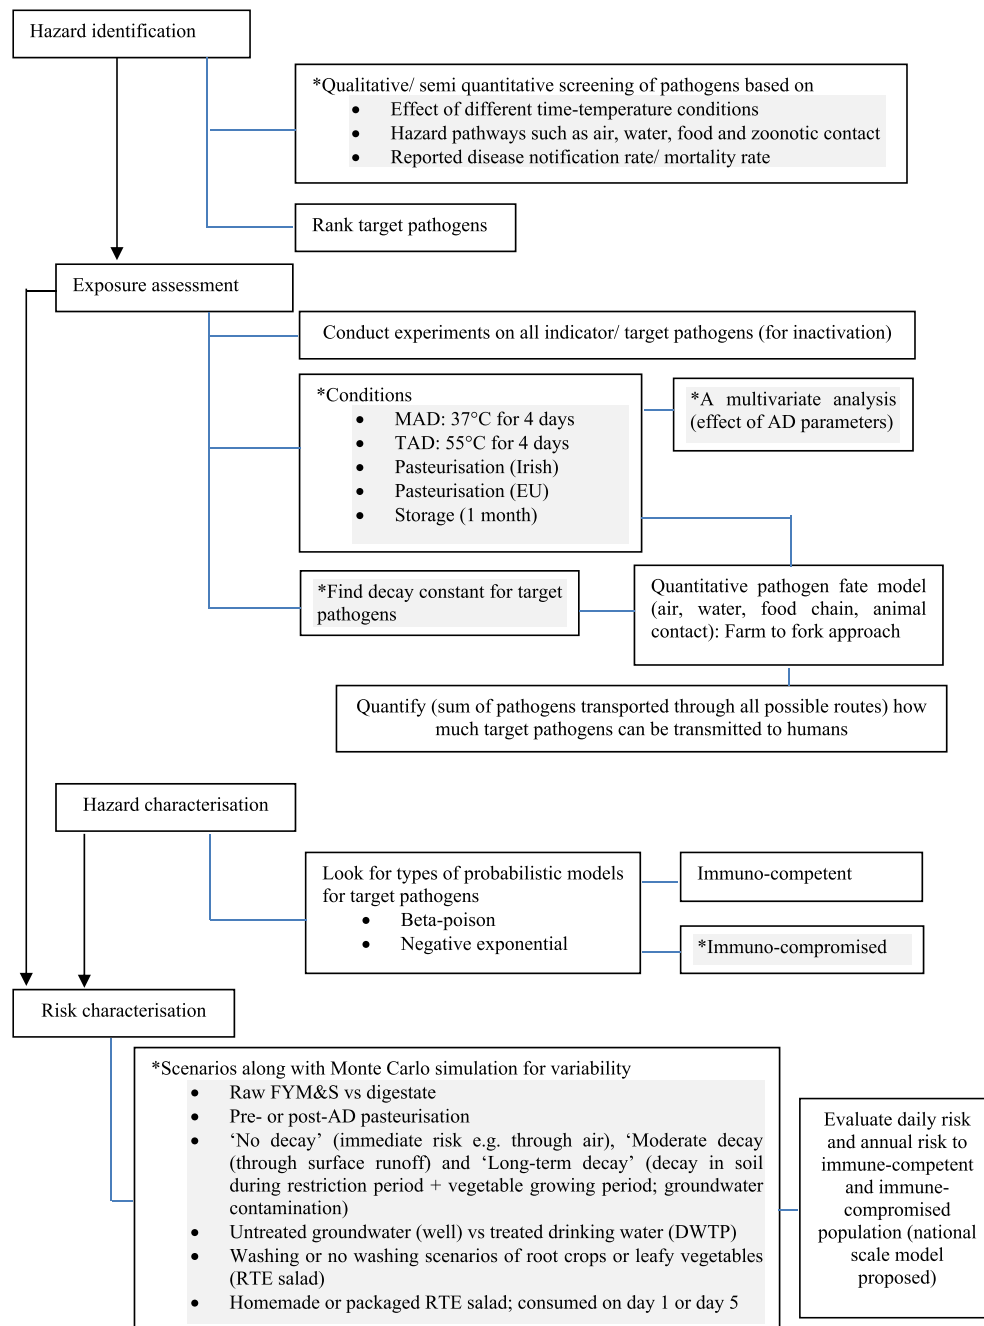 Hazard identification
*Qualitative/ semi quantitative screening of pathogens based on
• Effect of different time-temperature conditions
• Hazard pathways such as air, water, food and zoonotic contact
• Reported disease notification rate/ mortality rate
Rank target pathogens
Exposure assessment
Conduct experiments on all indicator/ target pathogens (for inactivation)
*Conditions
• MAD: 37°C for 4 days
• TAD: 55°C for 4 days
• Pasteurisation (Irish)
• Pasteurisation (EU)
• Storage (1 month)
*A multivariate analysis
(effect of AD parameters)
*Find decay constant for target
pathogens
Quantitative pathogen fate model
(air, water, food chain, animal
contact): Farm to fork approach
Quantify (sum of pathogens transported through all possible routes) how
much target pathogens can be transmitted to humans
Hazard characterisation
Look for types of probabilistic models
for target pathogens
• Beta-poison
• Negative exponential
Immuno-competent
*Immuno-compromised
Risk characterisation
*Scenarios along with Monte Carlo simulation for variability
• Raw FYM&S vs digestate
• Pre- or post-AD pasteurisation
• ‘No decay’ (immediate risk e.g. through air), ‘Moderate decay
(through surface runoff) and ‘Long-term decay’ (decay in soil
during restriction period + vegetable growing period; groundwater
contamination)
• Untreated groundwater (well) vs treated drinking water (DWTP)
• Washing or no washing scenarios of root crops or leafy vegetables
(RTE salad)
• Homemade or packaged RTE salad; consumed on day 1 or day 5
Evaluate daily risk
and annual risk to
immune-competent
and immune-
compromised
population (national
scale model
proposed)